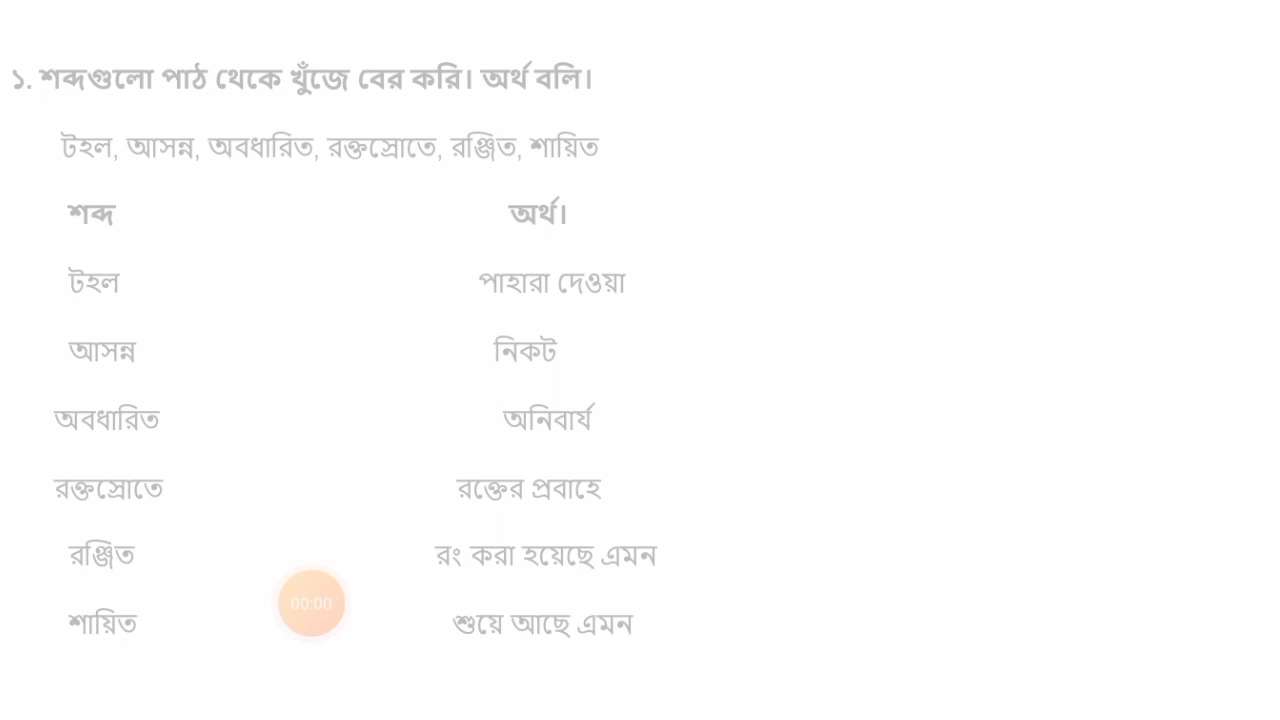 ১. শব্দগুলো পাঠ থেকে খুঁজে বের করি। অর্থ বলি।
টহল, আসন্ন, অবধারিত, রক্তস্রোতে, রঞ্জিত, শায়িত
শব্দ অর্থ।
টহল পাহারা দেওয়া
আসন্ন নিকট
অবধারিত অনিবার্য
রক্তস্রোতে রক্তের প্রবাহে
রঞ্জিত রং করা হয়েছে এমন
00:00
শায়িত শুয়ে আছে এমন